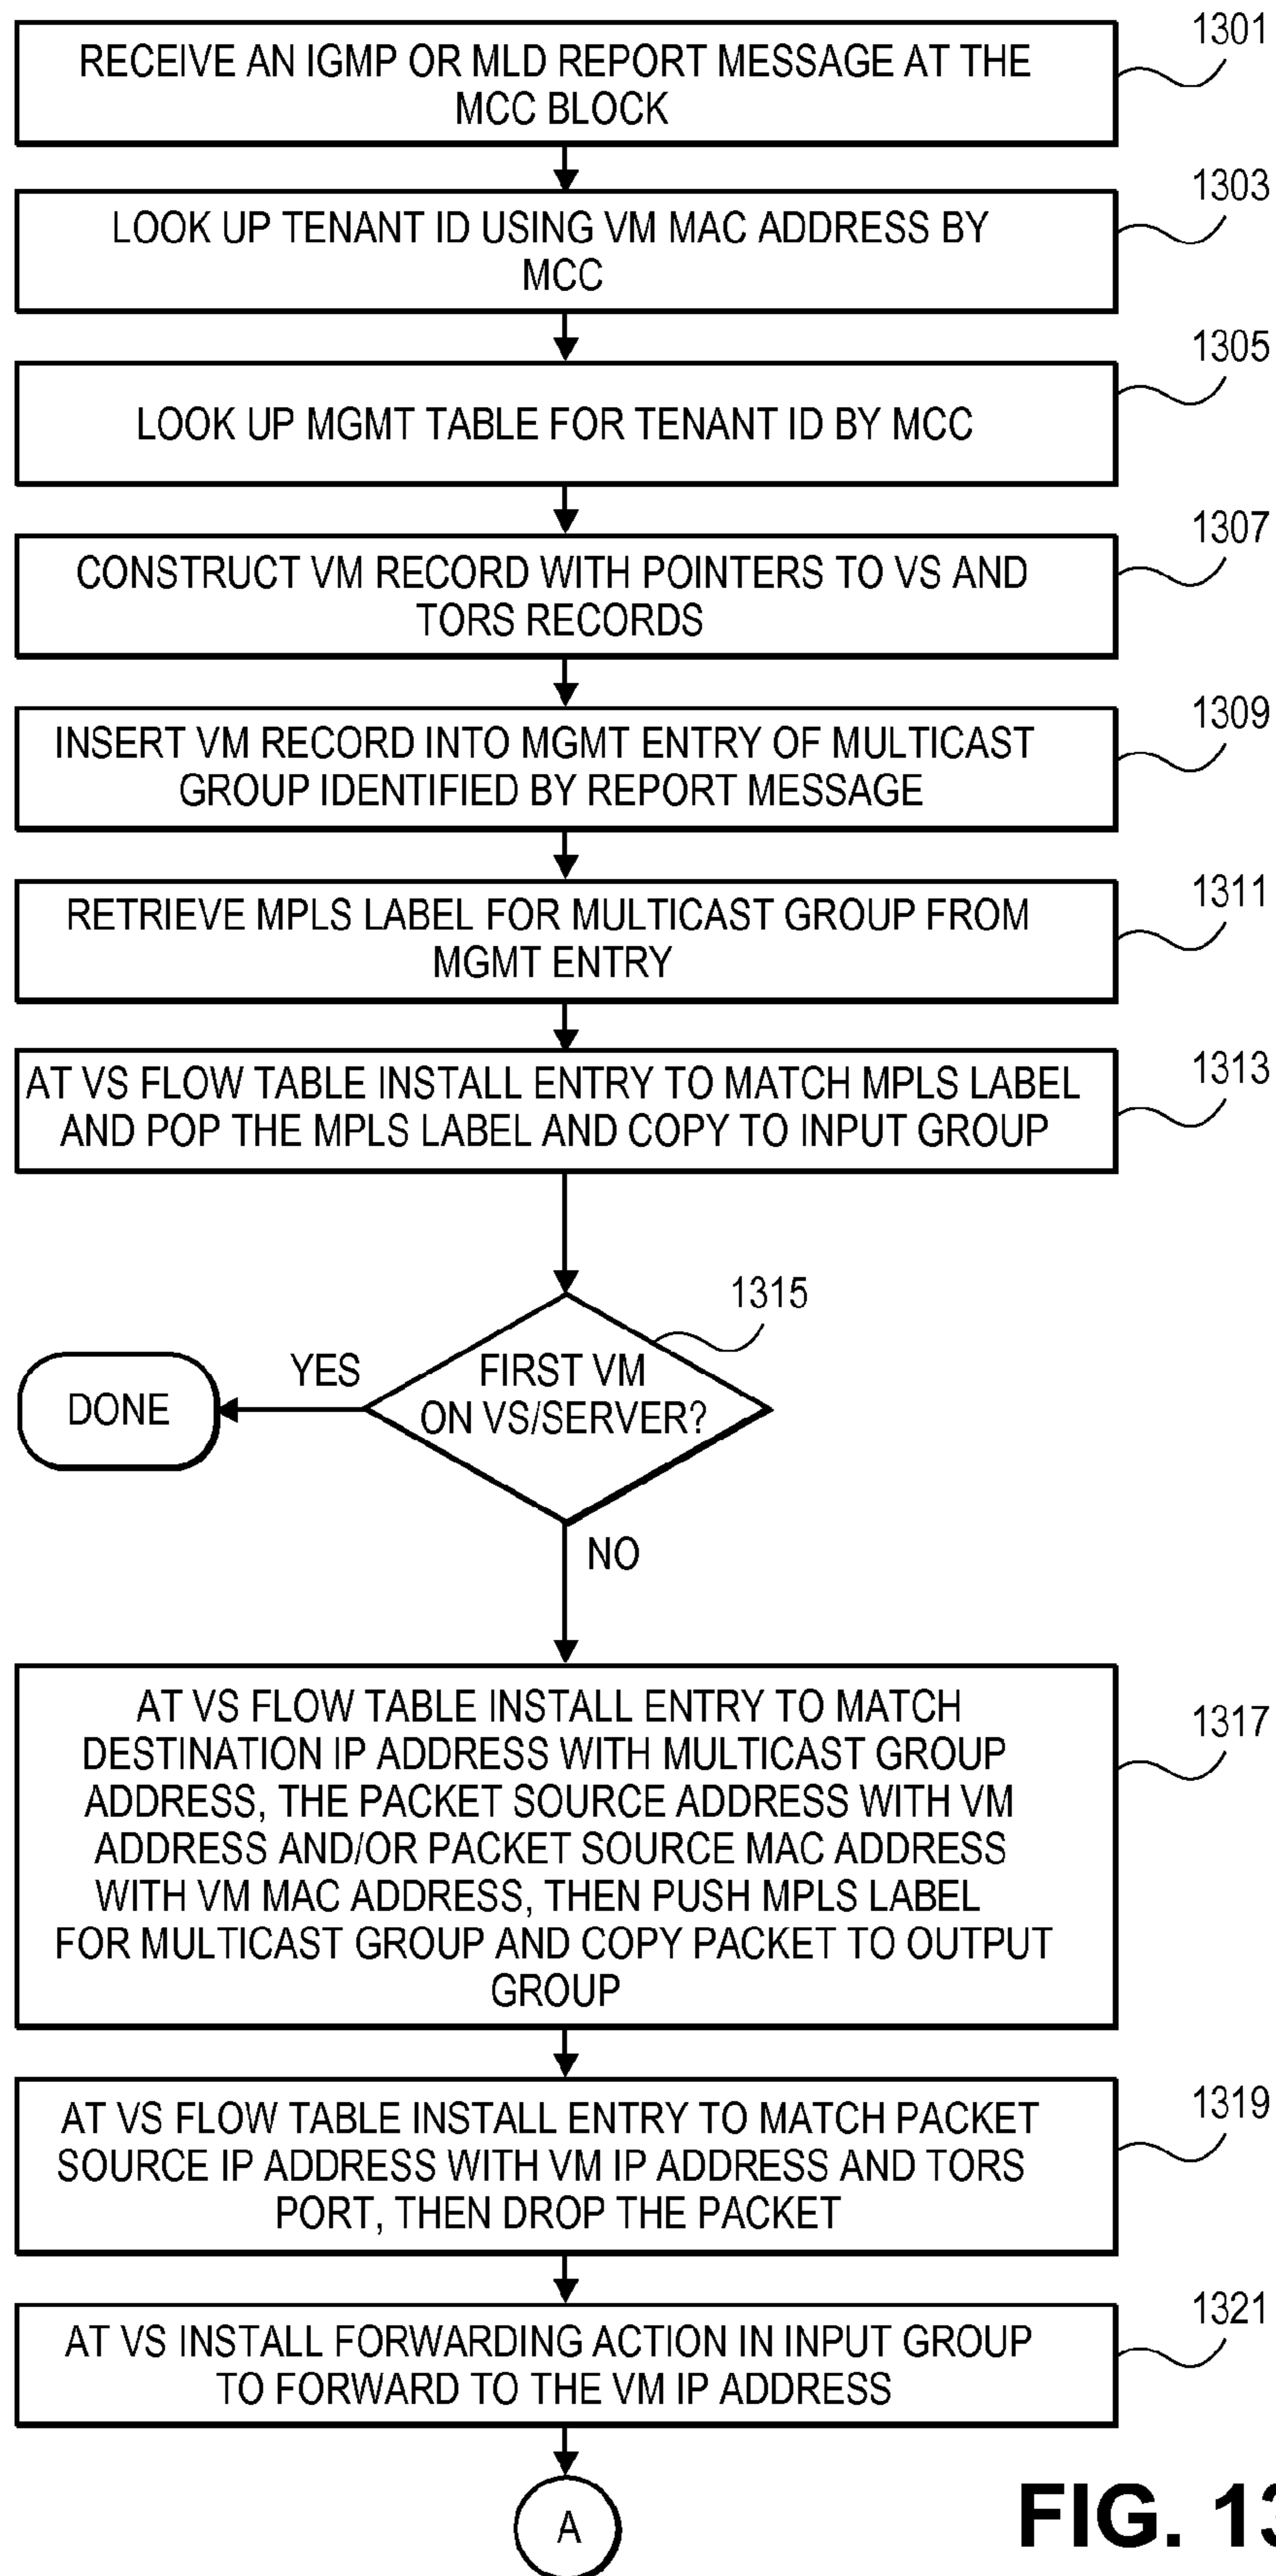 1301
RECEIVE AN IGMP OR MLD REPORT MESSAGE AT THE
MCC BLOCK
1303
LOOK UP TENANT ID USING VM MAC ADDRESS BY
MCC
1305
LOOK UP MGMT TABLE FOR TENANT ID BY MCC
1307
CONSTRUCT VM RECORD WITH POINTERS TO VS AND
TORS RECORDS
1309
INSERT VM RECORD INTO MGMT ENTRY OF MULTICAST
GROUP IDENTIFIED BY REPORT MESSAGE
1311
RETRIEVE MPLS LABEL FOR MULTICAST GROUP FROM
MGMT ENTRY
1313
AT VS FLOW TABLE INSTALL ENTRY TO MATCH MPLS LABEL
AND POP THE MPLS LABEL AND COPY TO INPUT GROUP
1315
FIRST VM
ON VS/SERVER?
YES
DONE
NO
1317
AT VS FLOW TABLE INSTALL ENTRY TO MATCH
DESTINATION IP ADDRESS WITH MULTICAST GROUP
ADDRESS, THE PACKET SOURCE ADDRESS WITH VM
ADDRESS AND/OR PACKET SOURCE MAC ADDRESS
WITH VM MAC ADDRESS, THEN PUSH MPLS LABEL
FOR MULTICAST GROUP AND COPY PACKET TO OUTPUT
GROUP
1319
AT VS FLOW TABLE INSTALL ENTRY TO MATCH PACKET
SOURCE IP ADDRESS WITH VM IP ADDRESS AND TORS
PORT, THEN DROP THE PACKET
1321
AT VS INSTALL FORWARDING ACTION IN INPUT GROUP
TO FORWARD TO THE VM IP ADDRESS
A
FIG. 13